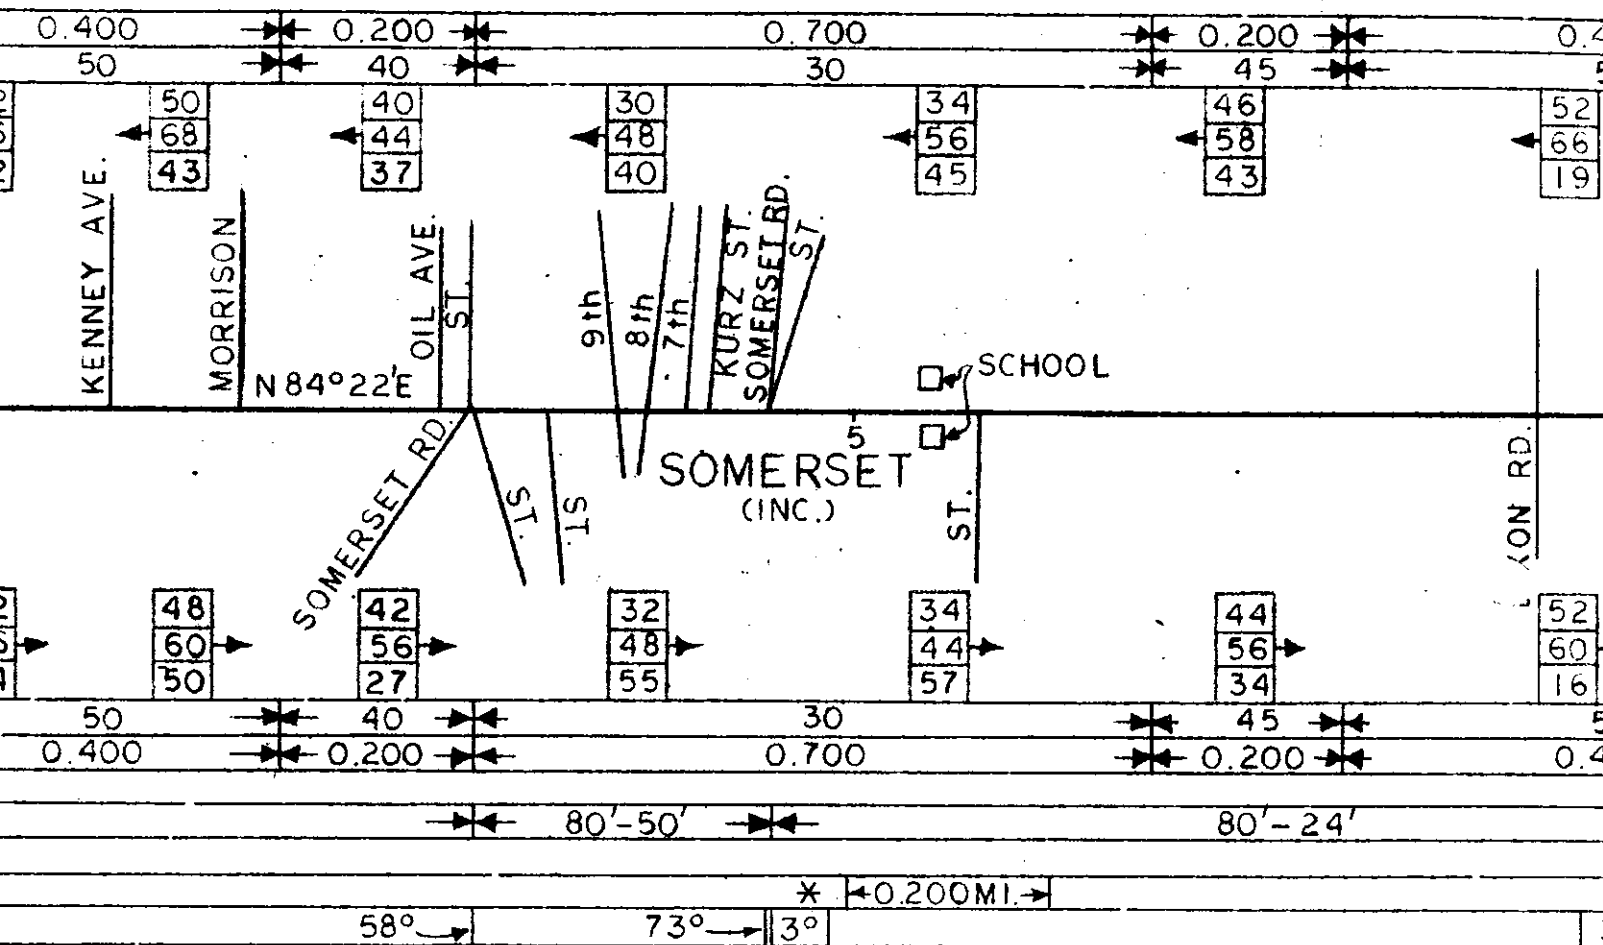 0.400 0.200 0.700 0.200
50 40 30 45
50 40 30 34 46 52
68 44 48 56 58 66
43 37 40 45 43 19
KENNEY AVE.
MORRISON
OIL AVE.
ST.
9th
8th
7th
KURZ ST.
SOMERSET RD.
ST.
N 84°22'E
SCHOOL
5
SOMERSET
(INC.)
SOMERSET RD.
ST.
ST.
ST.
YON RD.
48 42 32 34 44 52
60 56 48 44 56 60
50 27 55 57 34 16
50 40 30 45
0.400 0.200 0.700 0.200
80'-50' 80'-24'
* 0.200 MI.
58° 73° 3°